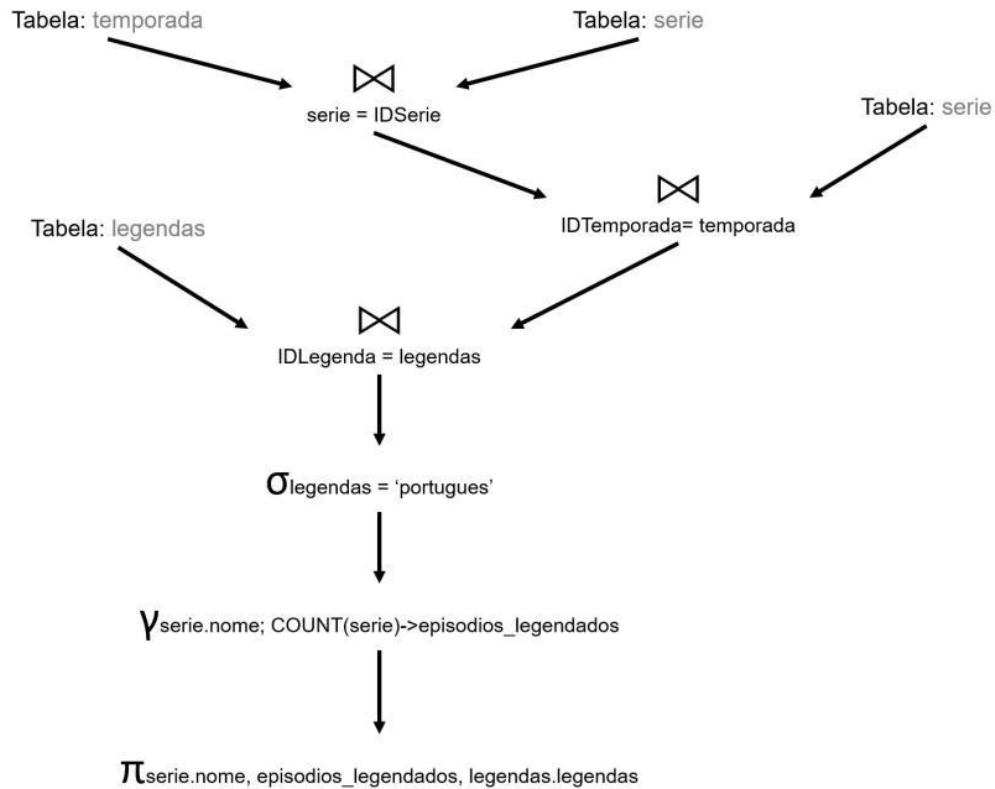 Tabela: temporada
Tabela: serie
⋈
serie = IDSerie
Tabela: serie
⋈
IDTemporada= temporada
Tabela: legendas
⋈
IDLegenda = legendas
σlegendas = ‘portugues’
γserie.nome; COUNT(serie)->episodios_legendados
πserie.nome, episodios_legendados, legendas.legendas